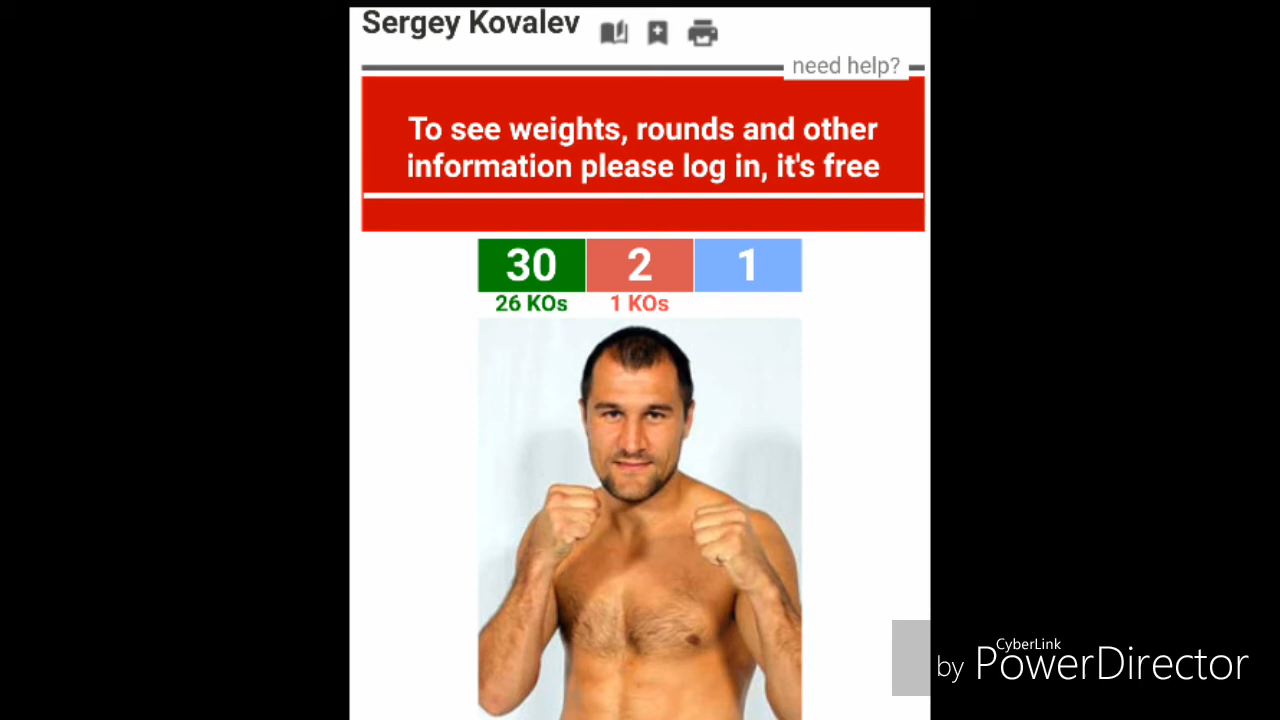 Sergey Kovalev
need help?
To see weights, rounds and other
information please log in, it's free
30 2 1
26 KOs 1 KOs
CyberLink
by PowerDirector